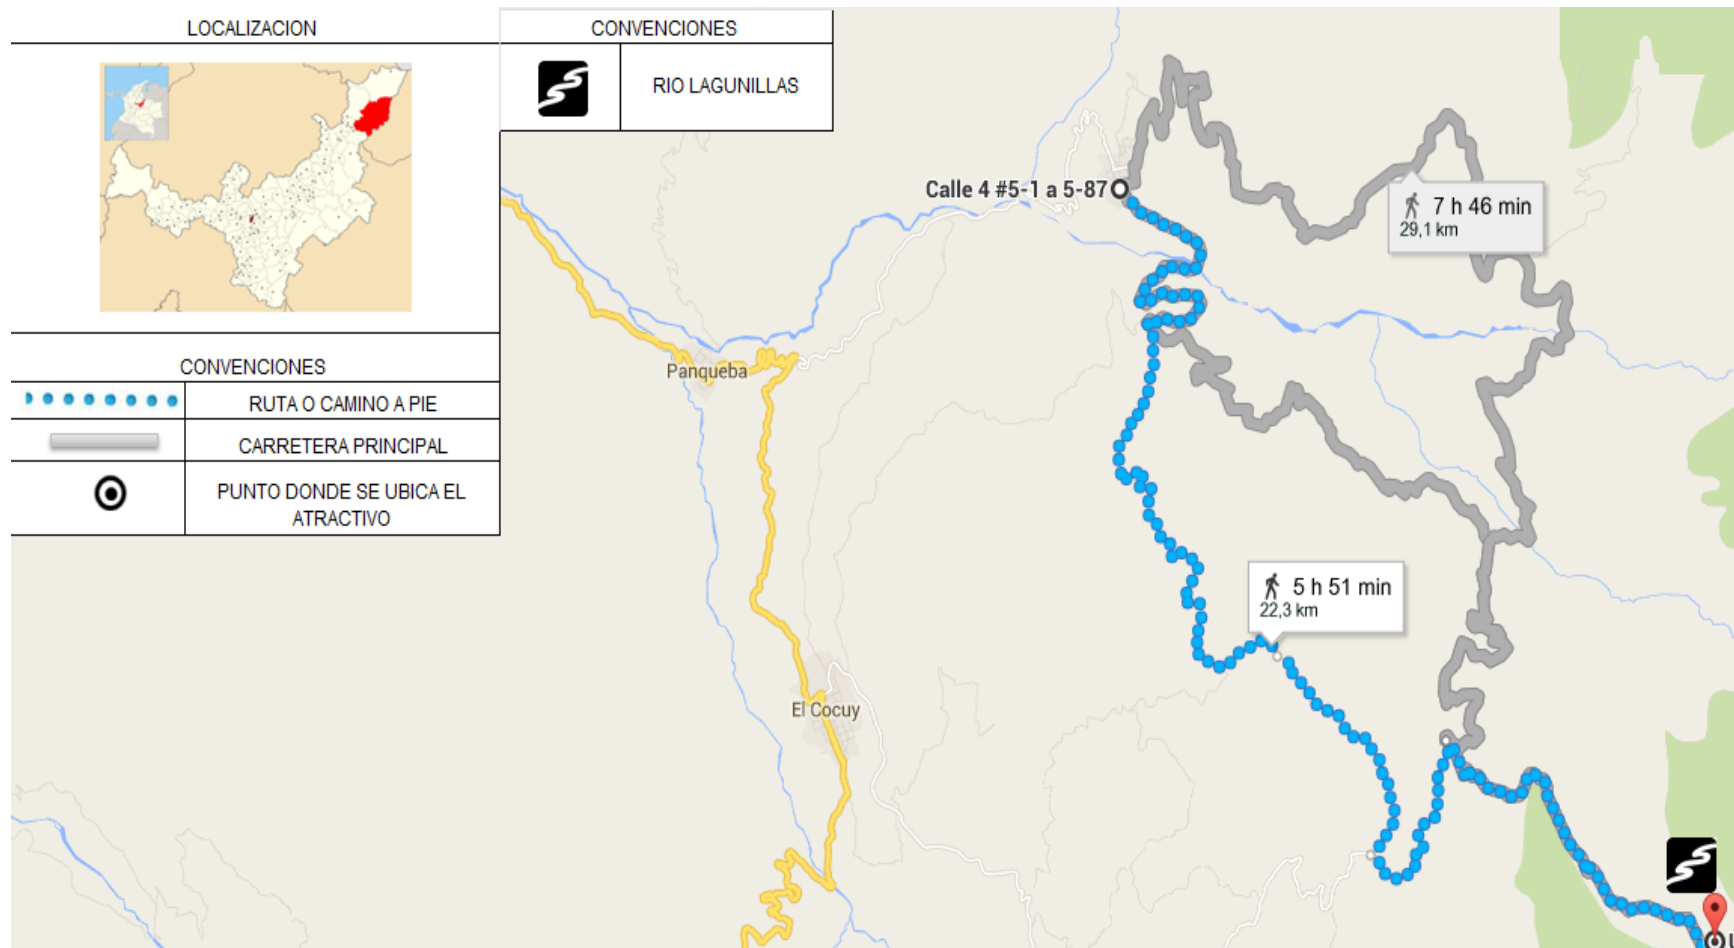 LOCALIZACION
CONVENCIONES
RIO LAGUNILLAS
CONVENCIONES
RUTA O CAMINO A PIE
CARRETERA PRINCIPAL
PUNTO DONDE SE UBICA EL
ATRACTIVO
Calle 4 #5-1 a 5-87
7 h 46 min
29,1 km
Panqueba
5 h 51 min
22,3 km
El Cocuy